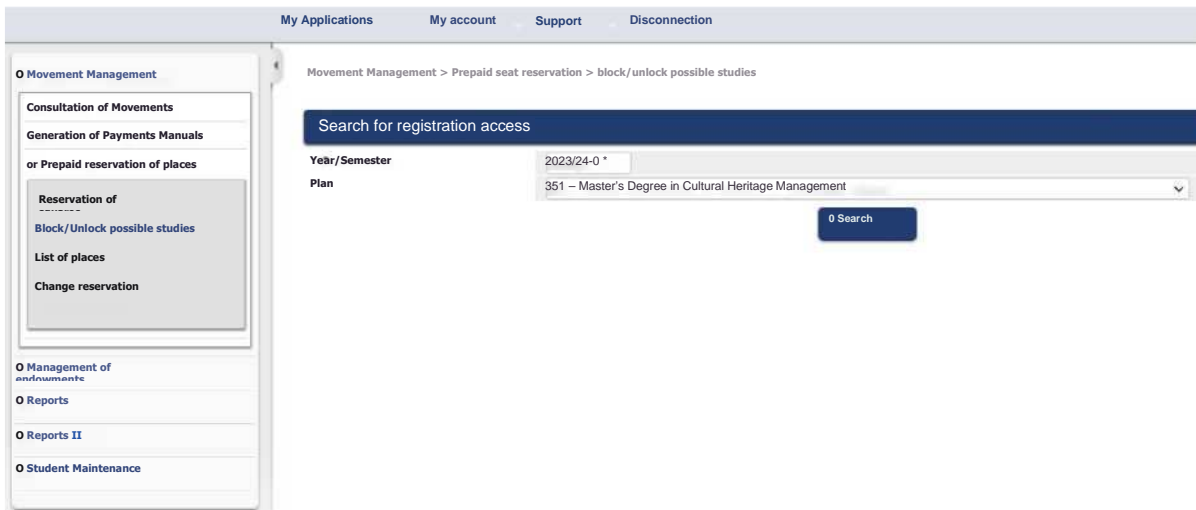 My Applications My account Support Disconnection
O Movement Management
Consultation of Movements
Generation of Payments Manuals
or Prepaid reservation of places
Reservation of
Block/Unlock possible studies
List of places
Change reservation
O Management of
endowments
O Reports
O Reports II
O Student Maintenance
Movement Management > Prepaid seat reservation > block/unlock possible studies
Search for registration access
Year/Semester 2023/24-0 *
Plan 351 – Master's Degree in Cultural Heritage Management
0 Search